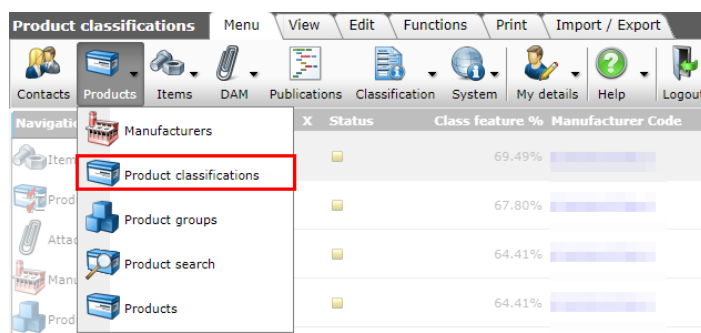 Product classifications Menu View Edit Functions Print Import / Export
Contacts Products Items DAM Publications Classification System My details Help Logout
Navigati X Status Class feature % Manufacturer Code
Manufacturers
Item 69.49%
Product classifications
Prod 67.80%
Product groups
Attac 64.41%
Product search
Manu
Prod 64.41%
Products